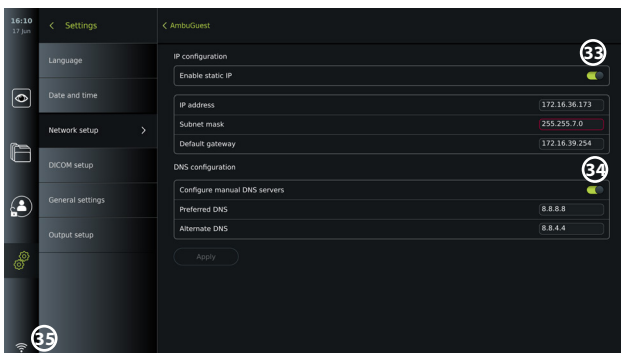 16:10
17 Jun
Settings
AmbuGuest
Language
Date and time
Network setup
DICOM setup
General settings
Output setup
IP configuration
33
Enable static IP
IP address 172.16.36.173
Subnet mask 255.255.7.0
Default gateway 172.16.39.254
DNS configuration
34
Configure manual DNS servers
Preferred DNS 8.8.8.8
Alternate DNS 8.8.4.4
Apply
35